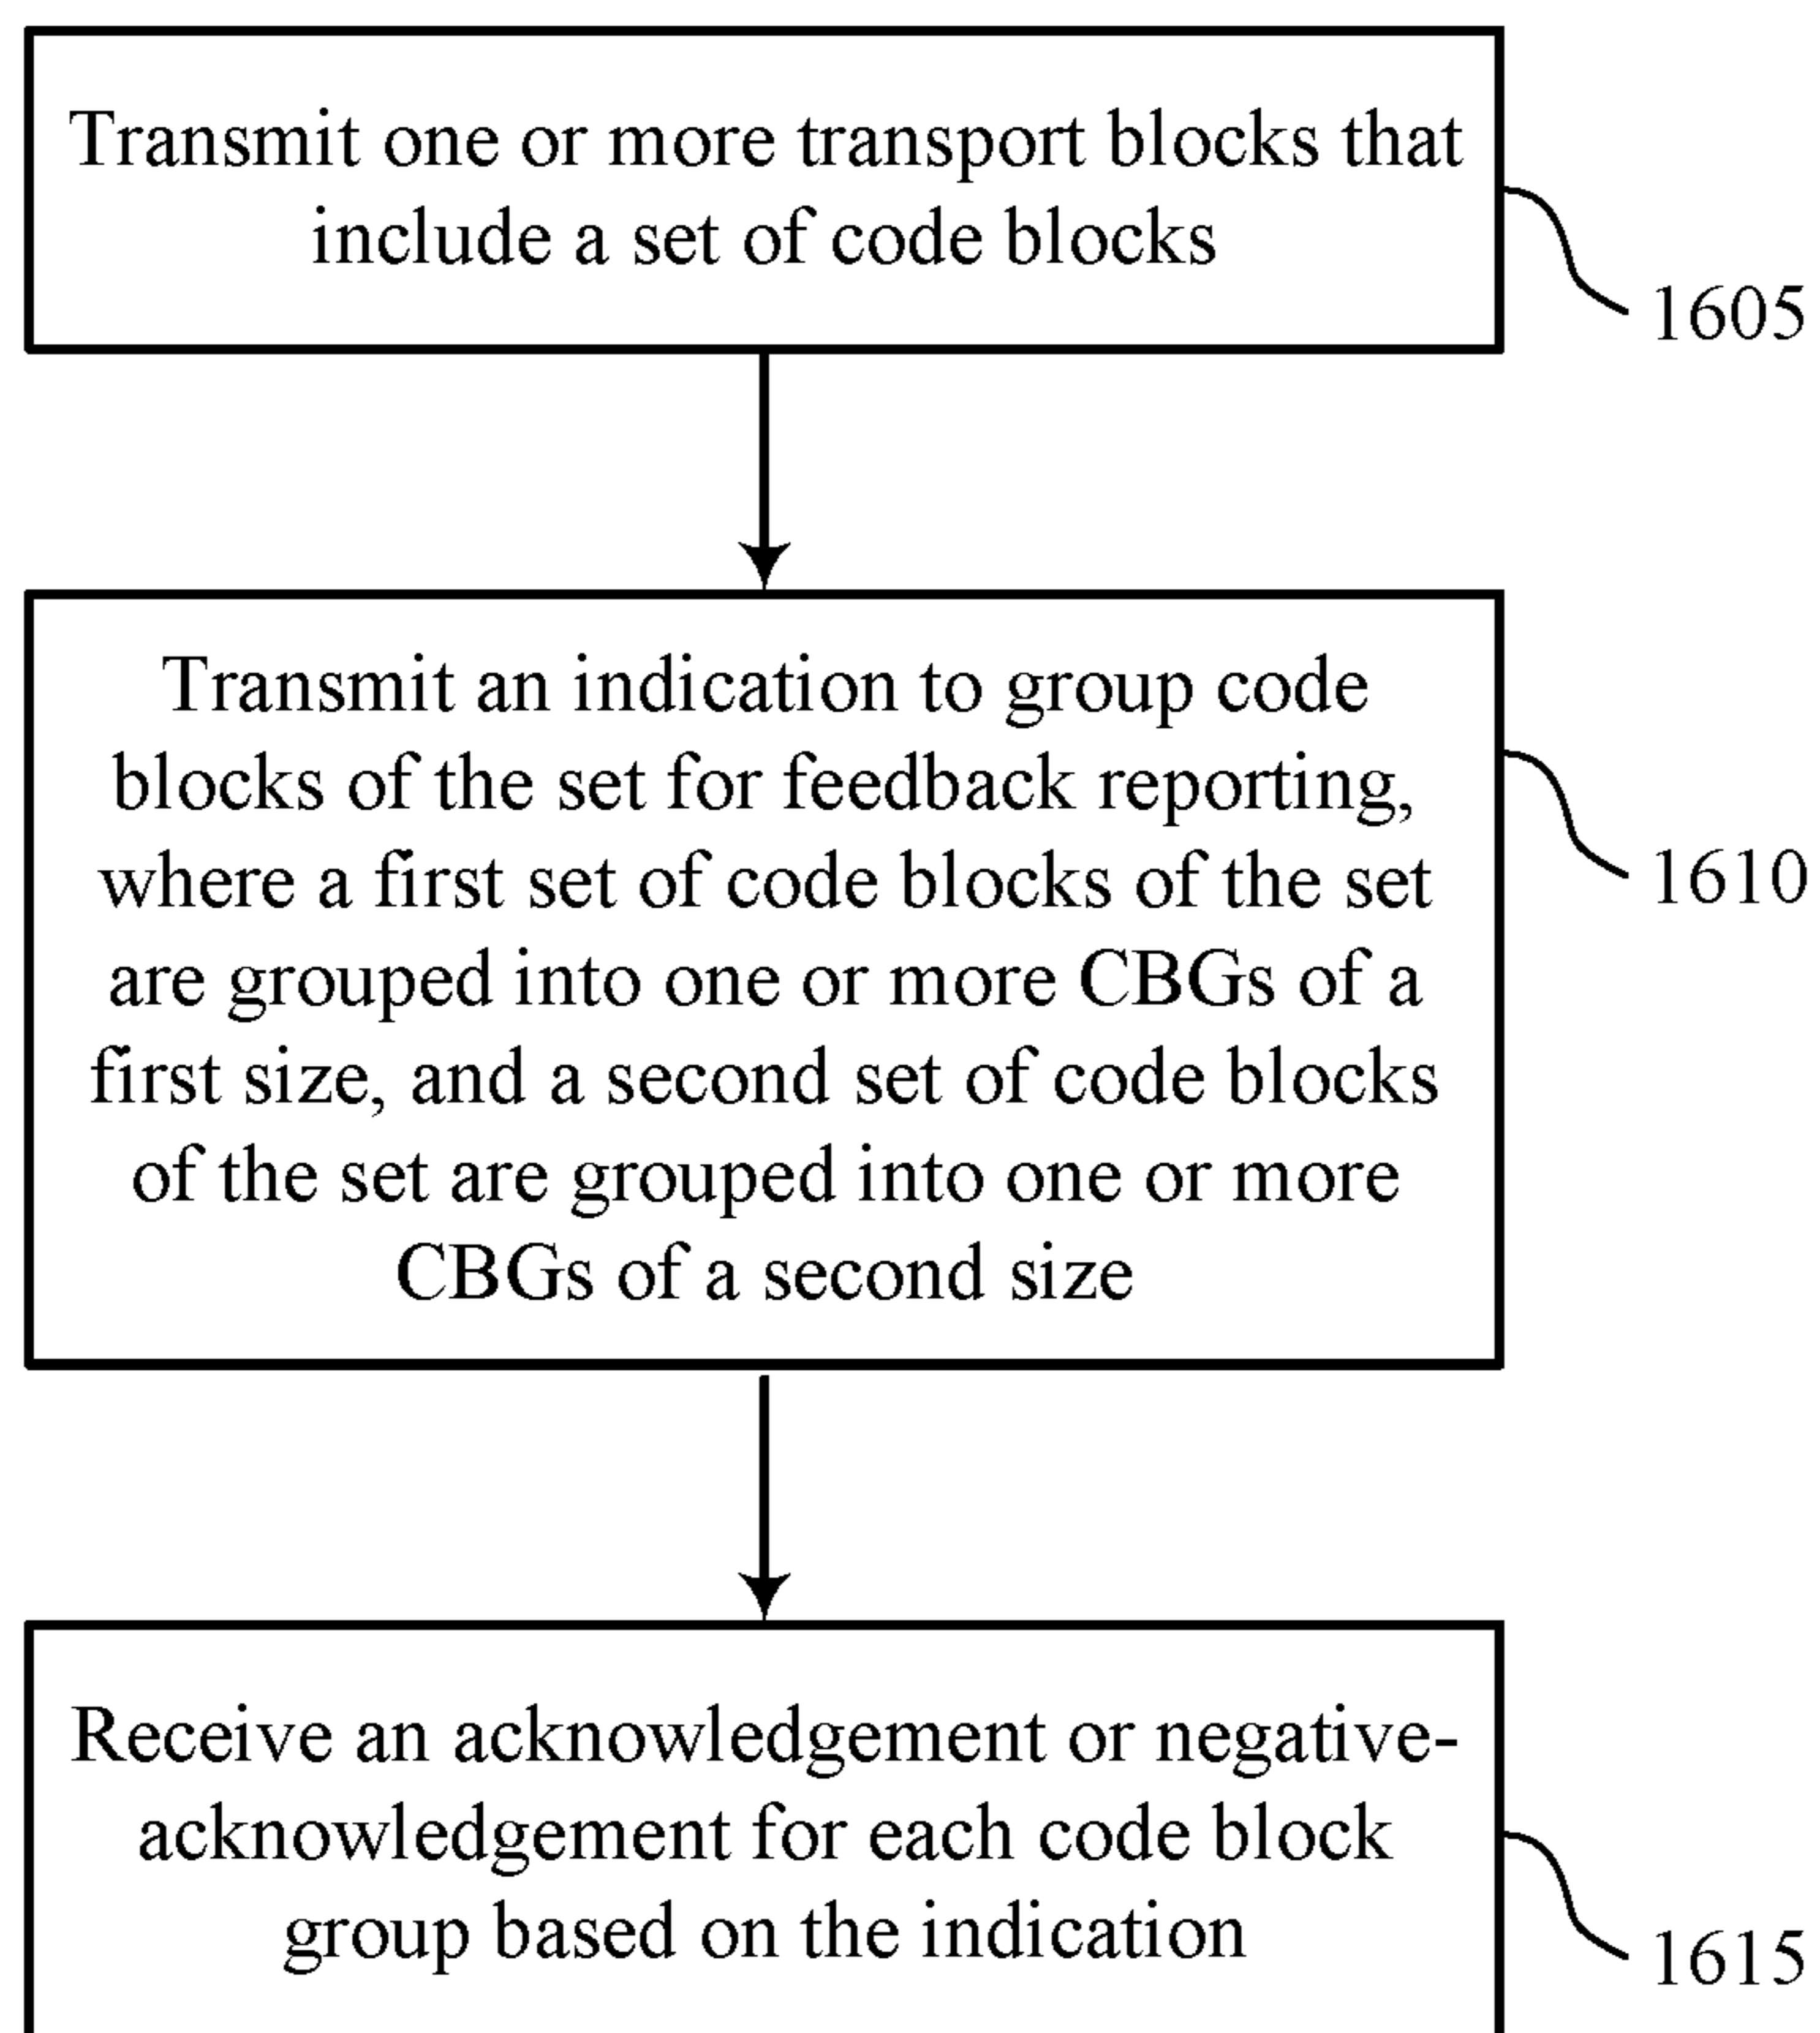 Transmit one or more transport blocks that
include a set of code blocks
1605
Transmit an indication to group code
blocks of the set for feedback reporting,
where a first set of code blocks of the set
are grouped into one or more CBGs of a
first size, and a second set of code blocks
of the set are grouped into one or more
CBGs of a second size
1610
Receive an acknowledgement or negative-
acknowledgement for each code block
group based on the indication
1615